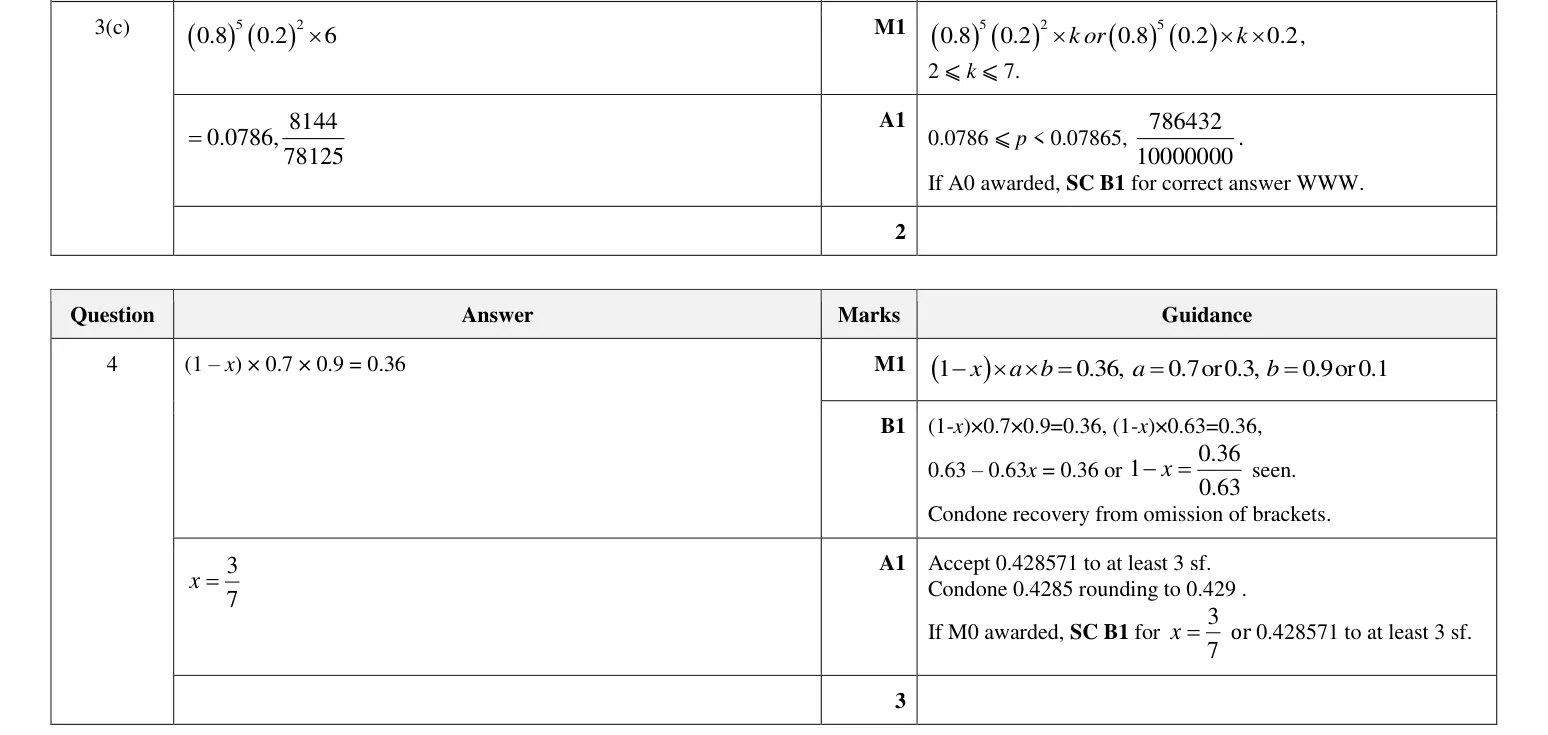 3(c) (0.8)⁵(0.2)²×6 M1 (0.8)⁵(0.2)²×k or(0.8)⁵(0.2)×k×0.2,
2 ⩽ k ⩽ 7.
=0.0786, 8144/78125 A1 0.0786 ⩽ p < 0.07865, 786432/10000000 .
If A0 awarded, SC B1 for correct answer WWW.
2
Question Answer Marks Guidance
4 (1 – x) × 0.7 × 0.9 = 0.36 M1 (1−x)×a×b=0.36, a=0.7or0.3, b=0.9or0.1
B1 (1-x)×0.7×0.9=0.36, (1-x)×0.63=0.36,
0.63 – 0.63x = 0.36 or 1−x = 0.36/0.63 seen.
Condone recovery from omission of brackets.
x = 3/7 A1 Accept 0.428571 to at least 3 sf.
Condone 0.4285 rounding to 0.429 .
If M0 awarded, SC B1 for x = 3/7 or 0.428571 to at least 3 sf.
3